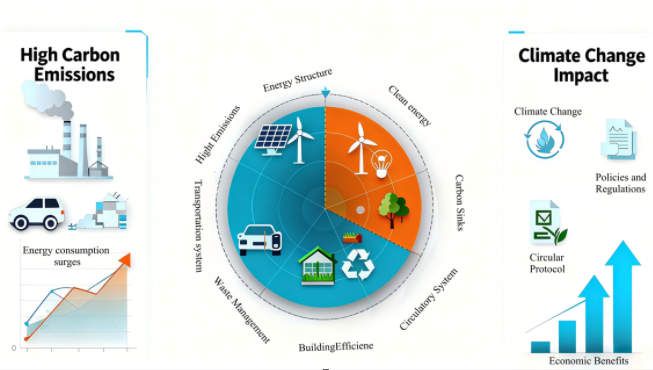 High Carbon
Emissions
Energy consumption
surges
0
Energy Structure
Clean energy
Carbon Sinks
Circulatory System
BuildingEfficiene
Waste Management
Transportation system
Hight Emissions
Climate Change
Impact
Climate Change
Policies and
Regulations
Circular
Protocol
Economic Benefits